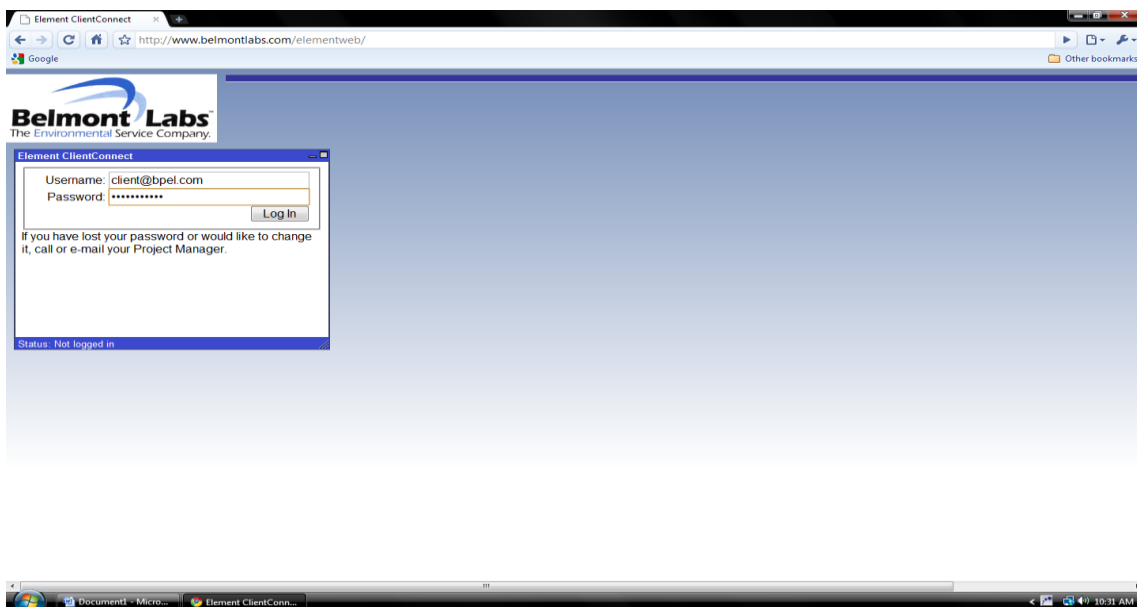 Element ClientConnect
http://www.belmontlabs.com/elementweb/
Google
Other bookmarks
Belmont Labs
The Environmental Service Company.
Element ClientConnect
Username: client@bpel.com
Password: •••••••••••
Log In
If you have lost your password or would like to change
it, call or e-mail your Project Manager.
Status: Not logged in
Document1 - Micro...
Element ClientConn...
10:31 AM